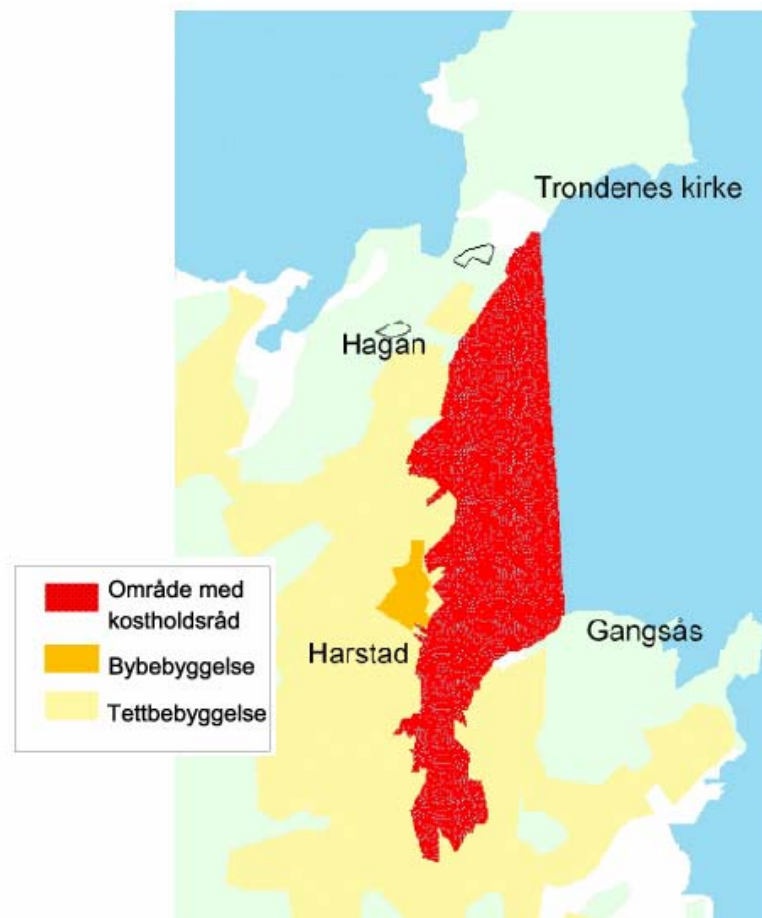 Trondenes kirke
Hagan
Gangsås
Harstad
Område med
kostholdsråd
Bybebyggelse
Tettbebyggelse